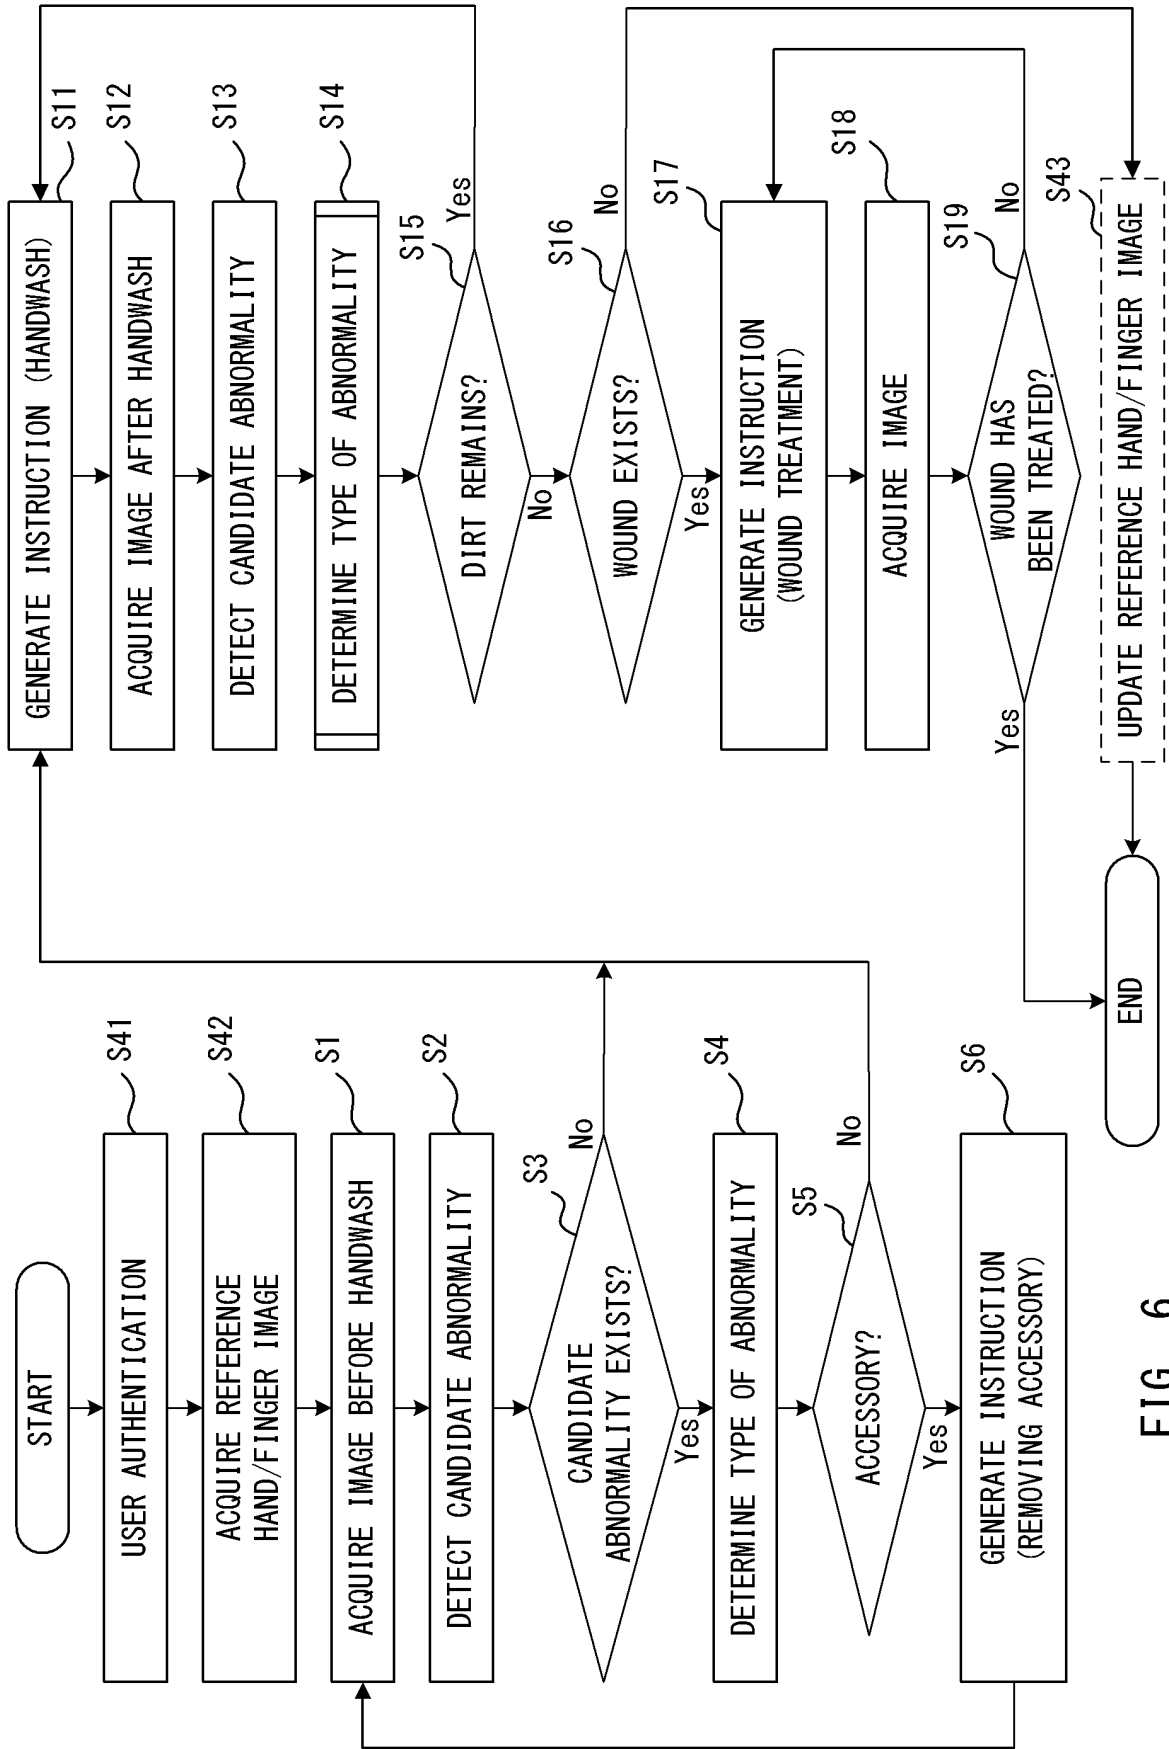 START
USER AUTHENTICATION
S41
ACQUIRE REFERENCE
HAND/FINGER IMAGE
S42
ACQUIRE IMAGE BEFORE HANDWASH
S1
DETECT CANDIDATE ABNORMALITY
S2
CANDIDATE
ABNORMALITY EXISTS?
S3
No
Yes
DETERMINE TYPE OF ABNORMALITY
S4
ACCESSORY?
S5
No
Yes
GENERATE INSTRUCTION
(REMOVING ACCESSORY)
S6
GENERATE INSTRUCTION (HANDWASH)
S11
ACQUIRE IMAGE AFTER HANDWASH
S12
DETECT CANDIDATE ABNORMALITY
S13
DETERMINE TYPE OF ABNORMALITY
S14
DIRT REMAINS?
S15
Yes
No
WOUND EXISTS?
S16
No
Yes
GENERATE INSTRUCTION
(WOUND TREATMENT)
S17
ACQUIRE IMAGE
S18
WOUND HAS
BEEN TREATED?
S19
No
Yes
UPDATE REFERENCE HAND/FINGER IMAGE
S43
END
FIG. 6